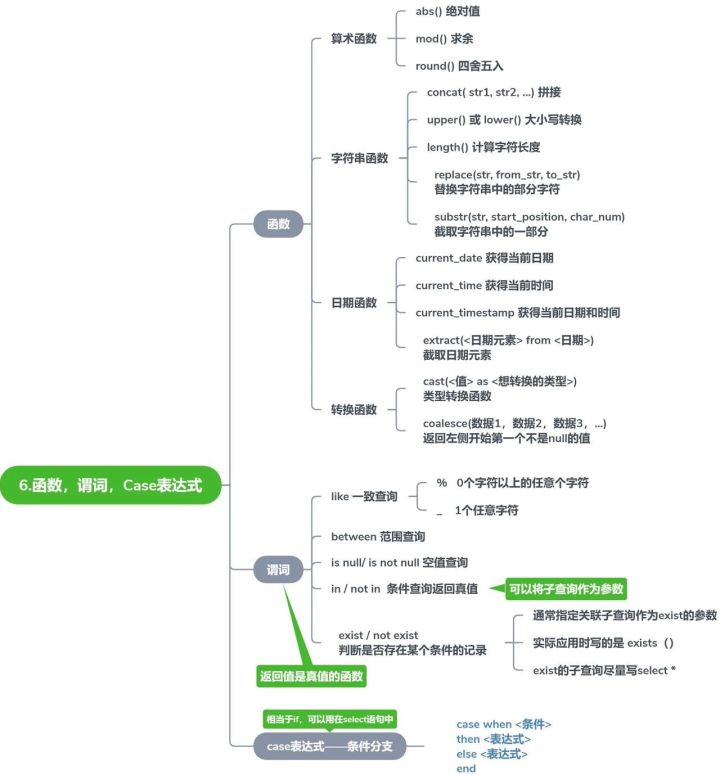 6.函数，谓词，Case表达式
函数
算术函数
abs() 绝对值
mod() 求余
round() 四舍五入
字符串函数
concat( str1, str2, ...) 拼接
upper() 或 lower() 大小写转换
length() 计算字符长度
replace(str, from_str, to_str)
替换字符串中的部分字符
substr(str, start_position, char_num)
截取字符串中的一部分
日期函数
current_date 获得当前日期
current_time 获得当前时间
current_timestamp 获得当前日期和时间
extract(<日期元素> from <日期>)
截取日期元素
转换函数
cast(<值> as <想转换的类型>)
类型转换函数
coalesce(数据1，数据2，数据3，...)
返回左侧开始第一个不是null的值
谓词
返回值是真值的函数
like 一致查询
% 0个字符以上的任意个字符
_ 1个任意字符
between 范围查询
is null/ is not null 空值查询
in / not in 条件查询返回真值
可以将子查询作为参数
exist / not exist
判断是否存在某个条件的记录
通常指定关联子查询作为exist的参数
实际应用时写的是 exists（）
exist的子查询尽量写select *
相当于if，可以用在select语句中
case表达式——条件分支
case when <条件>
then <表达式>
else <表达式>
end